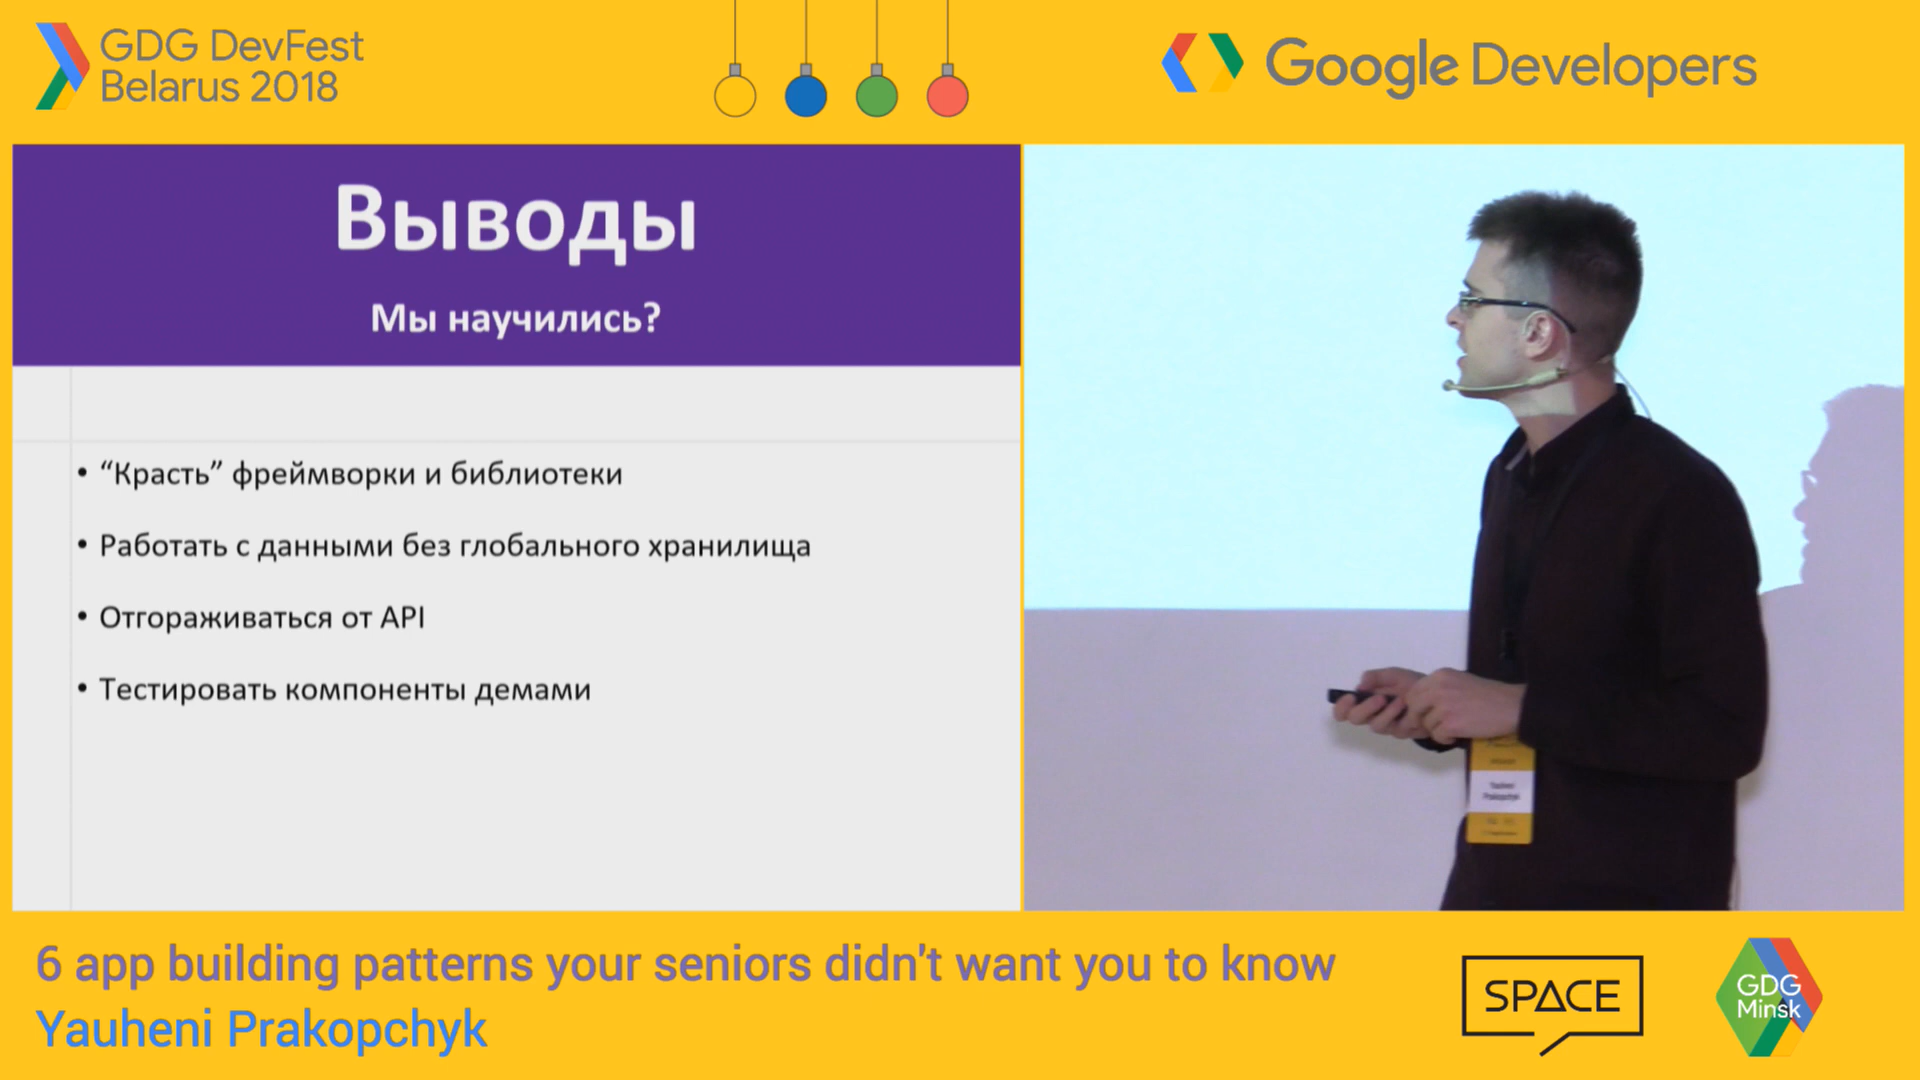 GDG DevFest
Belarus 2018
Google Developers
Выводы
Мы научились?
• “Красть” фреймворки и библиотеки
• Работать с данными без глобального хранилища
• Отгораживаться от API
• Тестировать компоненты демами
Yauheni
Prakopchyk
6 app building patterns your seniors didn't want you to know
Yauheni Prakopchyk
SPACE
GDG
Minsk